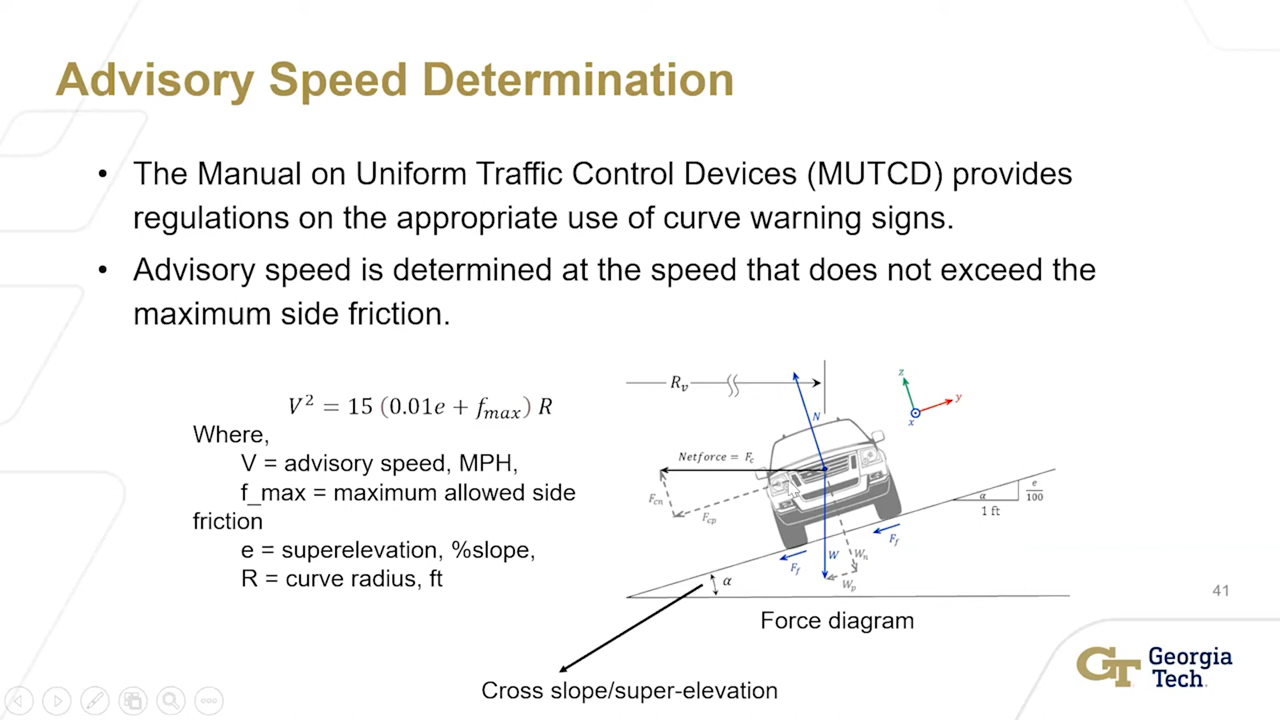 Advisory Speed Determination
• The Manual on Uniform Traffic Control Devices (MUTCD) provides
regulations on the appropriate use of curve warning signs.
• Advisory speed is determined at the speed that does not exceed the
maximum side friction.
V² = 15 (0.01e + f_max) R
Where,
V = advisory speed, MPH,
f_max = maximum allowed side
friction
e = superelevation, %slope,
R = curve radius, ft
R_v
N
z
y
x
Netforce = F_c
F_cn
F_cp
e
100
α
1 ft
F_f
F_f
W
W_n
W_p
α
Force diagram
Cross slope/super-elevation
41
GT Georgia
Tech